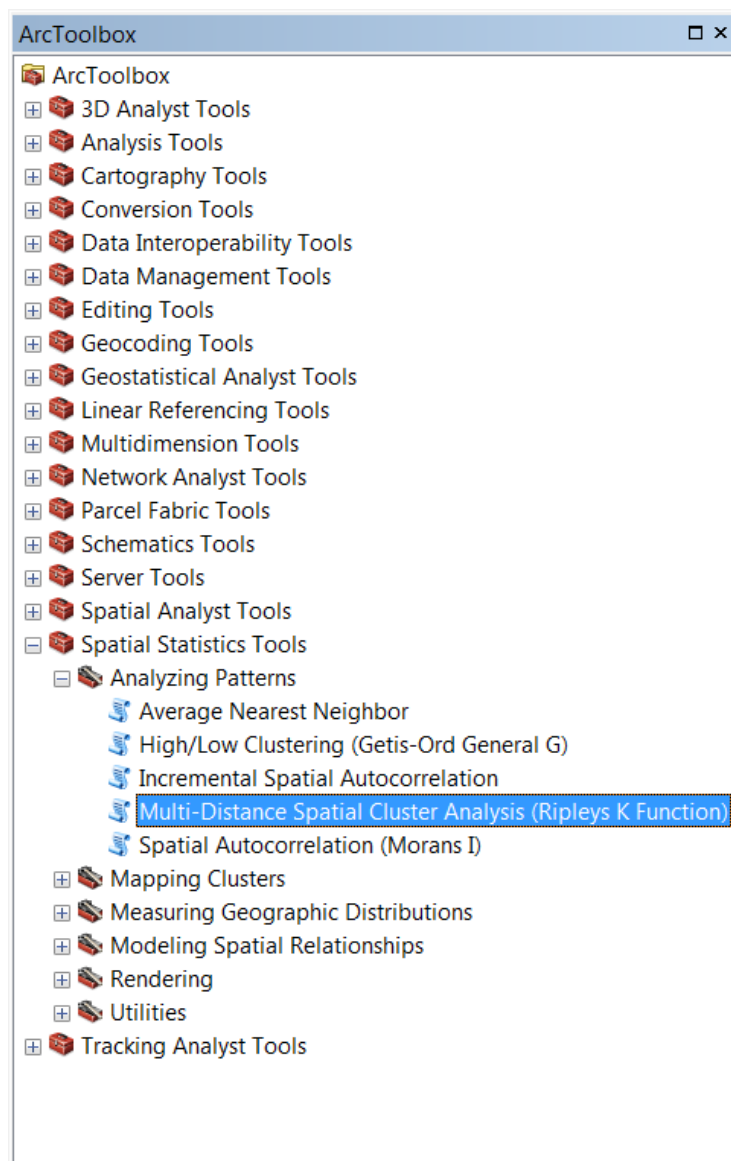 ArcToolbox
ArcToolbox
3D Analyst Tools
Analysis Tools
Cartography Tools
Conversion Tools
Data Interoperability Tools
Data Management Tools
Editing Tools
Geocoding Tools
Geostatistical Analyst Tools
Linear Referencing Tools
Multidimension Tools
Network Analyst Tools
Parcel Fabric Tools
Schematics Tools
Server Tools
Spatial Analyst Tools
Spatial Statistics Tools
Analyzing Patterns
Average Nearest Neighbor
High/Low Clustering (Getis-Ord General G)
Incremental Spatial Autocorrelation
Multi-Distance Spatial Cluster Analysis (Ripleys K Function)
Spatial Autocorrelation (Morans I)
Mapping Clusters
Measuring Geographic Distributions
Modeling Spatial Relationships
Rendering
Utilities
Tracking Analyst Tools